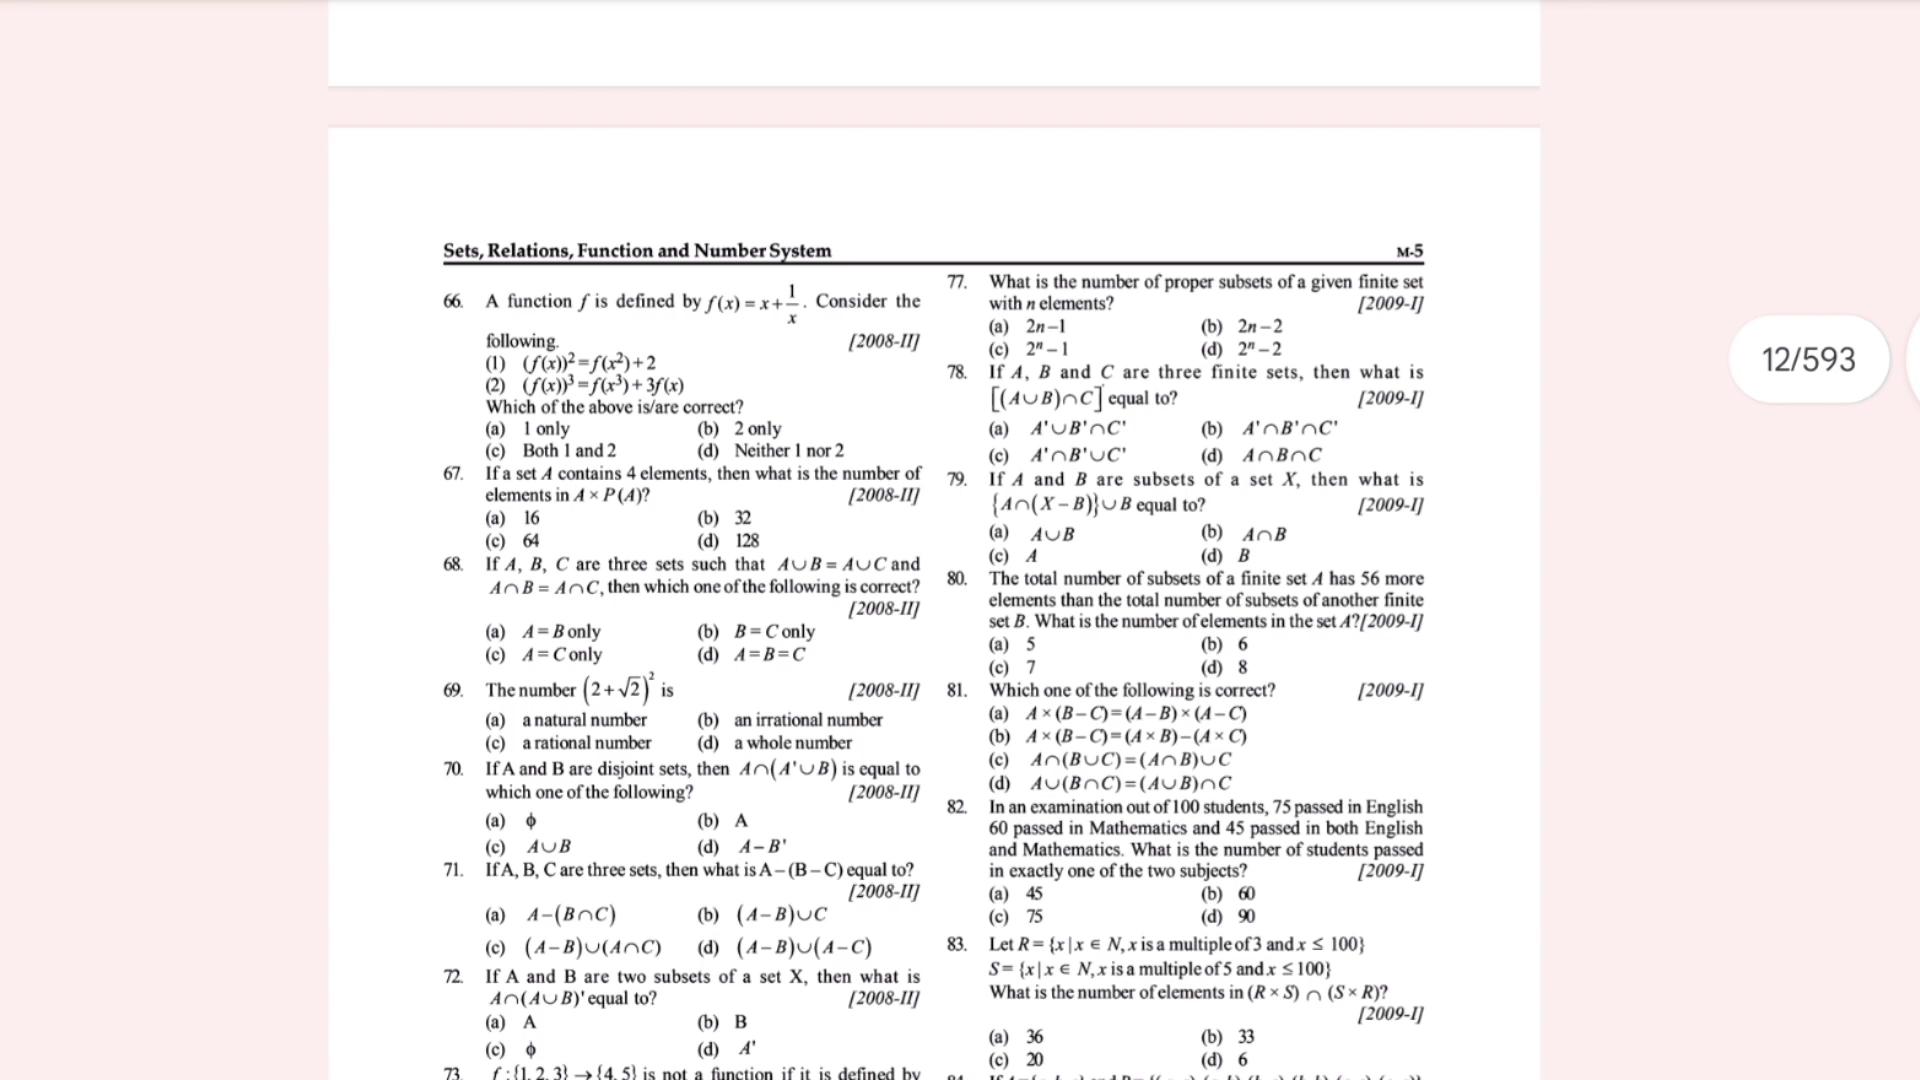 Sets, Relations, Function and Number System M-5
66. A function f is defined by f(x) = x + 1/x . Consider the
following. [2008-II]
(1) (f(x))² = f(x²) + 2
(2) (f(x))³ = f(x³) + 3f(x)
Which of the above is/are correct?
(a) 1 only (b) 2 only
(c) Both 1 and 2 (d) Neither 1 nor 2
67. If a set A contains 4 elements, then what is the number of
elements in A × P(A)? [2008-II]
(a) 16 (b) 32
(c) 64 (d) 128
68. If A, B, C are three sets such that A∪B = A∪C and
A∩B = A∩C, then which one of the following is correct?
[2008-II]
(a) A = B only (b) B = C only
(c) A = C only (d) A = B = C
69. The number (2+√2)² is [2008-II]
(a) a natural number (b) an irrational number
(c) a rational number (d) a whole number
70. If A and B are disjoint sets, then A∩(A'∪B) is equal to
which one of the following? [2008-II]
(a) ϕ (b) A
(c) A∪B (d) A–B'
71. If A, B, C are three sets, then what is A – (B – C) equal to?
[2008-II]
(a) A–(B∩C) (b) (A–B)∪C
(c) (A–B)∪(A∩C) (d) (A–B)∪(A–C)
72. If A and B are two subsets of a set X, then what is
A∩(A∪B)' equal to? [2008-II]
(a) A (b) B
(c) ϕ (d) A'
73. f : {1, 2, 3} → {4, 5} is not a function if it is defined by
77. What is the number of proper subsets of a given finite set
with n elements? [2009-I]
(a) 2n–1 (b) 2n–2
(c) 2ⁿ–1 (d) 2ⁿ–2
78. If A, B and C are three finite sets, then what is
[(A∪B)∩C]' equal to? [2009-I]
(a) A'∪B'∩C' (b) A'∩B'∩C'
(c) A'∩B'∪C' (d) A∩B∩C
79. If A and B are subsets of a set X, then what is
{A∩(X–B)}∪B equal to? [2009-I]
(a) A∪B (b) A∩B
(c) A (d) B
80. The total number of subsets of a finite set A has 56 more
elements than the total number of subsets of another finite
set B. What is the number of elements in the set A? [2009-I]
(a) 5 (b) 6
(c) 7 (d) 8
81. Which one of the following is correct? [2009-I]
(a) A × (B – C) = (A – B) × (A – C)
(b) A × (B – C) = (A × B) – (A × C)
(c) A∩(B∪C) = (A∩B)∪C
(d) A∪(B∩C) = (A∪B)∩C
82. In an examination out of 100 students, 75 passed in English
60 passed in Mathematics and 45 passed in both English
and Mathematics. What is the number of students passed
in exactly one of the two subjects? [2009-I]
(a) 45 (b) 60
(c) 75 (d) 90
83. Let R = {x | x ∈ N, x is a multiple of 3 and x ≤ 100}
S = {x | x ∈ N, x is a multiple of 5 and x ≤ 100}
What is the number of elements in (R × S) ∩ (S × R)?
[2009-I]
(a) 36 (b) 33
(c) 20 (d) 6
12/593